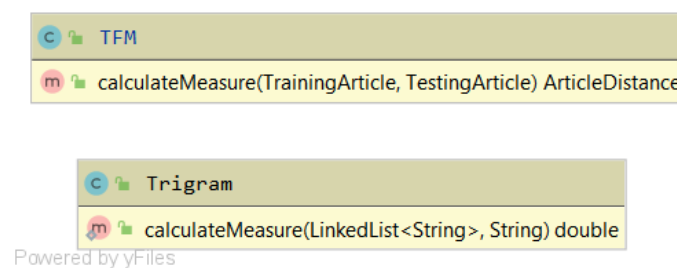 C TFM
m calculateMeasure(TrainingArticle, TestingArticle) ArticleDistance
C Trigram
m calculateMeasure(LinkedList<String>, String) double
Powered by yFiles